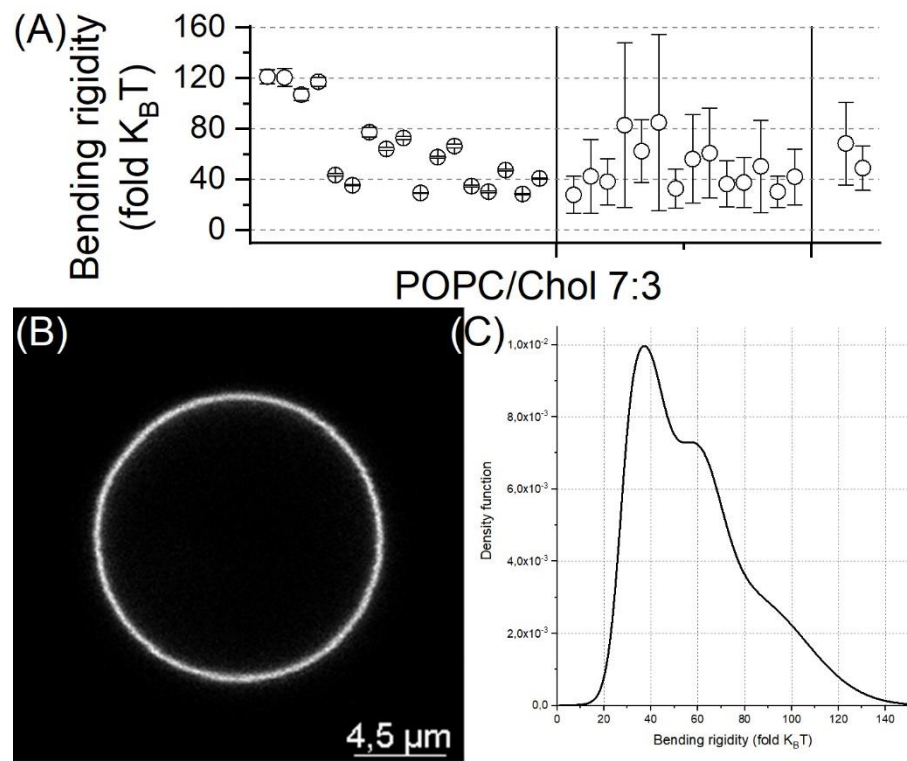 (A)
Bending rigidity
(fold K_BT)
160
120
80
40
0
POPC/Chol 7:3
(B)
4,5 µm
(C)
1,0x10⁻²
8,0x10⁻³
6,0x10⁻³
4,0x10⁻³
2,0x10⁻³
0,0
Density function
0 20 40 60 80 100 120 140
Bending rigidity (fold K_BT)